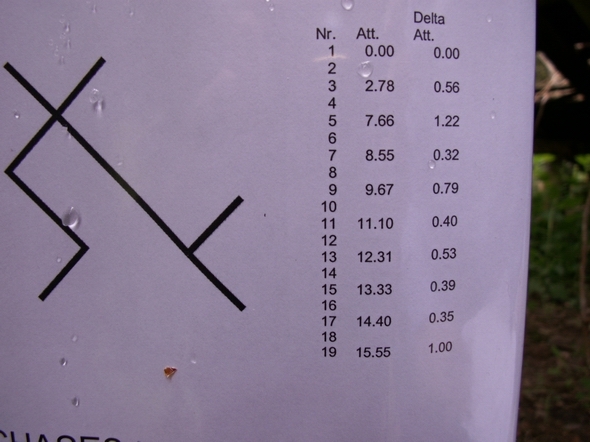 Delta
Nr. Att. Att.
1 0.00 0.00
2
3 2.78 0.56
4
5 7.66 1.22
6
7 8.55 0.32
8
9 9.67 0.79
10
11 11.10 0.40
12
13 12.31 0.53
14
15 13.33 0.39
16
17 14.40 0.35
18
19 15.55 1.00